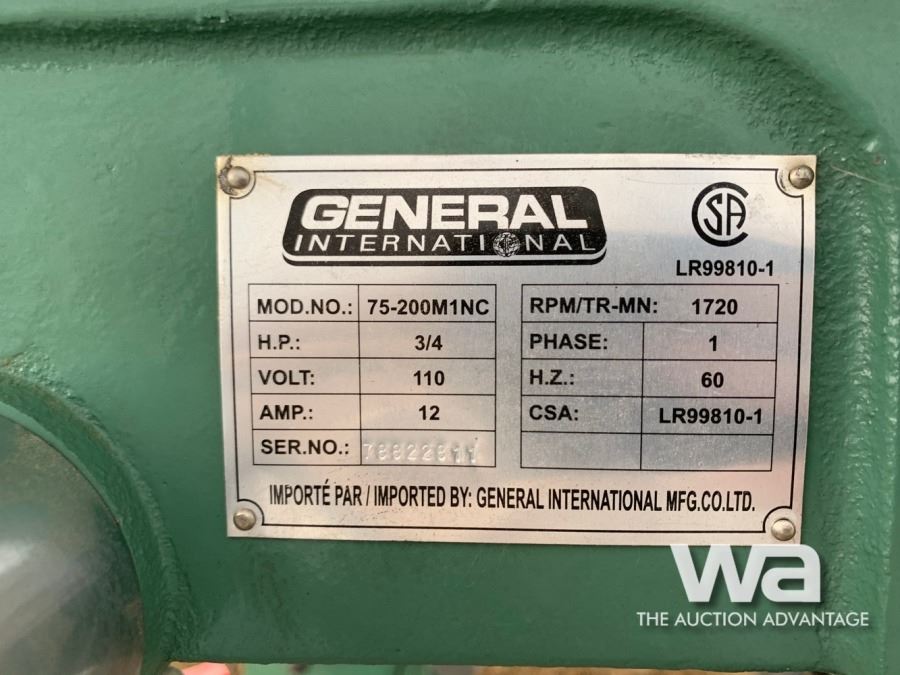 GENERAL
INTERNATIONAL
CSA
LR99810-1
MOD.NO.: 75-200M1NC
H.P.: 3/4
VOLT: 110
AMP.: 12
SER.NO.:
RPM/TR-MN: 1720
PHASE: 1
H.Z.: 60
CSA: LR99810-1
IMPORTÉ PAR / IMPORTED BY: GENERAL INTERNATIONAL MFG.CO.LTD.
wa
THE AUCTION ADVANTAGE